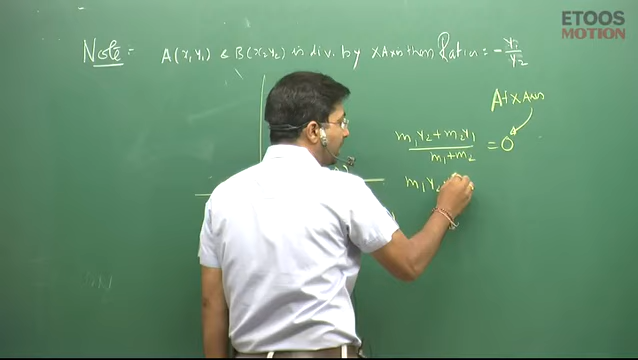 ETOOS
MOTION
Note:- A(x₁,y₁) & B(x₂,y₂) is div. by X Axis then Ratio = -y₁/y₂
At X Axis
m₁y₂+m₂y₁/m₁+m₂ = 0
m₁y₂